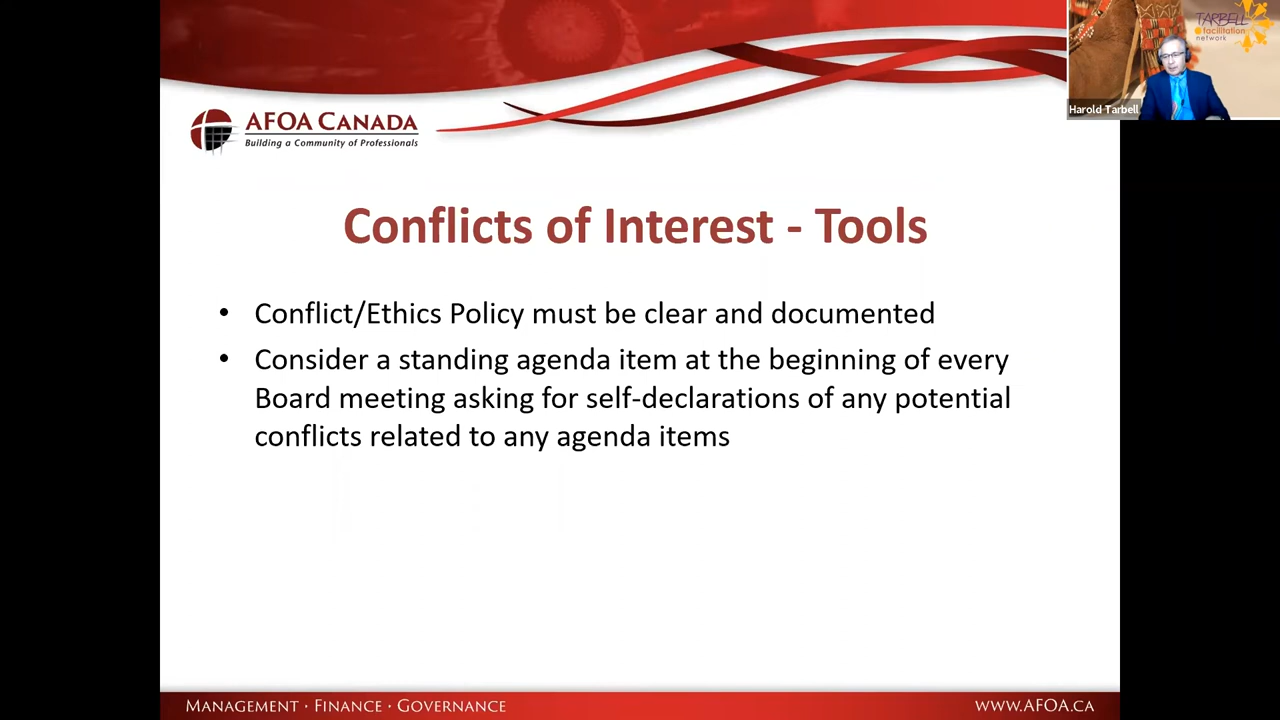 TARBELL
facilitation
network
Harold Tarbell
AFOA CANADA
Building a Community of Professionals
Conflicts of Interest - Tools
• Conflict/Ethics Policy must be clear and documented
• Consider a standing agenda item at the beginning of every
Board meeting asking for self-declarations of any potential
conflicts related to any agenda items
MANAGEMENT · FINANCE · GOVERNANCE
WWW.AFOA.CA